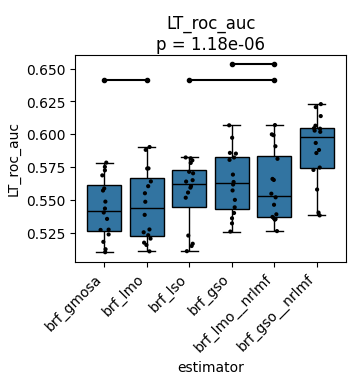 LT_roc_auc
p = 1.18e-06
LT_roc_auc
0.650
0.625
0.600
0.575
0.550
0.525
brf_gmosa
brf_lmo
brf_lso
brf_gso
brf_lmo__nrlmf
brf_gso__nrlmf
estimator